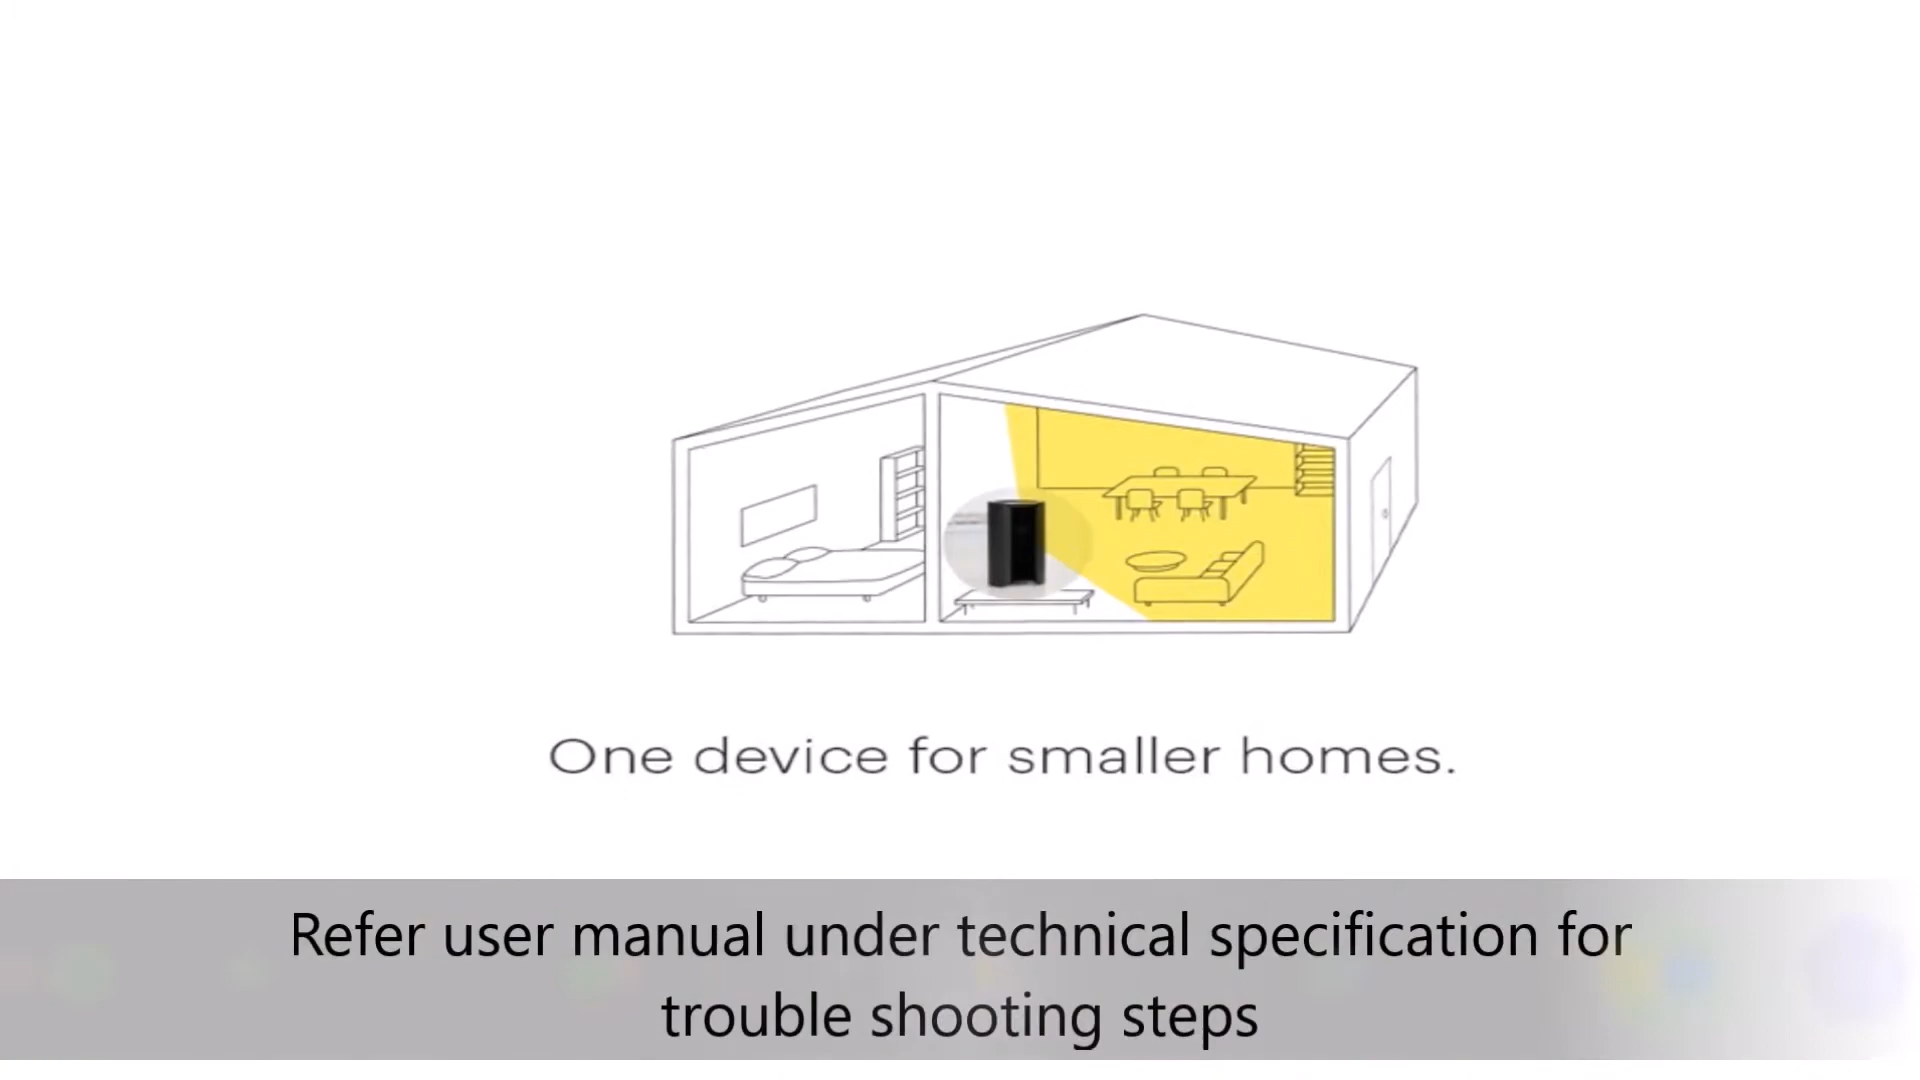 One device for smaller homes.
Refer user manual under technical specification for
trouble shooting steps